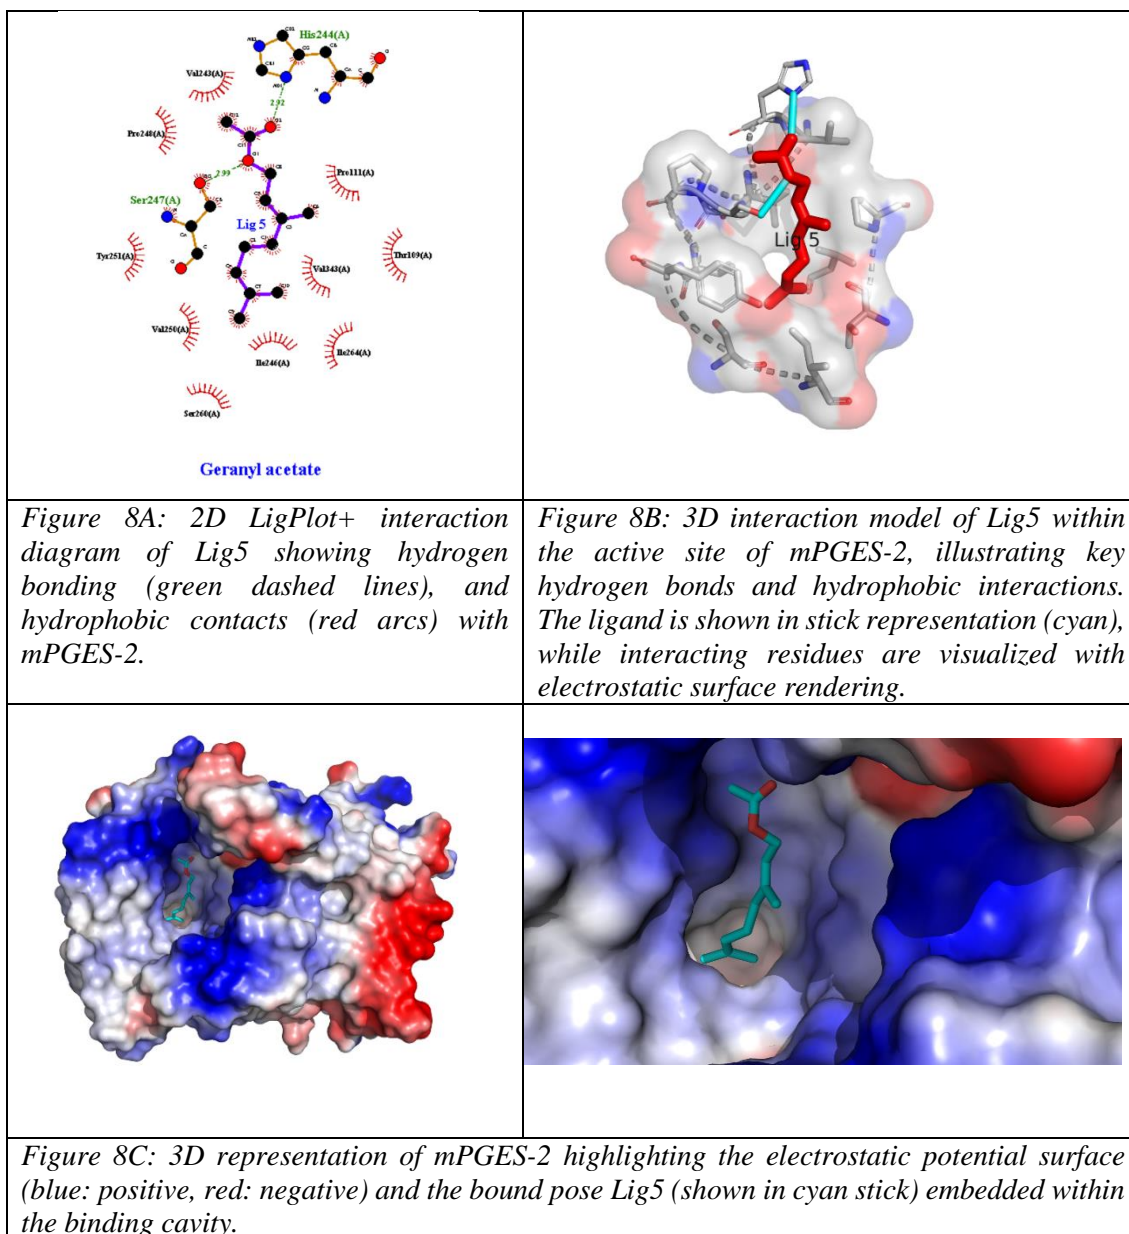 His244(A)
Val243(A)
2.92
Pro248(A)
Pro111(A)
2.99
Ser247(A)
Lig 5
Tyr251(A)
Thr109(A)
Val343(A)
Val250(A)
Ile246(A)
Ile264(A)
Ser260(A)
Geranyl acetate
Lig 5
Figure 8A: 2D LigPlot+ interaction
diagram of Lig5 showing hydrogen
bonding (green dashed lines), and
hydrophobic contacts (red arcs) with
mPGES-2.
Figure 8B: 3D interaction model of Lig5 within
the active site of mPGES-2, illustrating key
hydrogen bonds and hydrophobic interactions.
The ligand is shown in stick representation (cyan),
while interacting residues are visualized with
electrostatic surface rendering.
Figure 8C: 3D representation of mPGES-2 highlighting the electrostatic potential surface
(blue: positive, red: negative) and the bound pose Lig5 (shown in cyan stick) embedded within
the binding cavity.